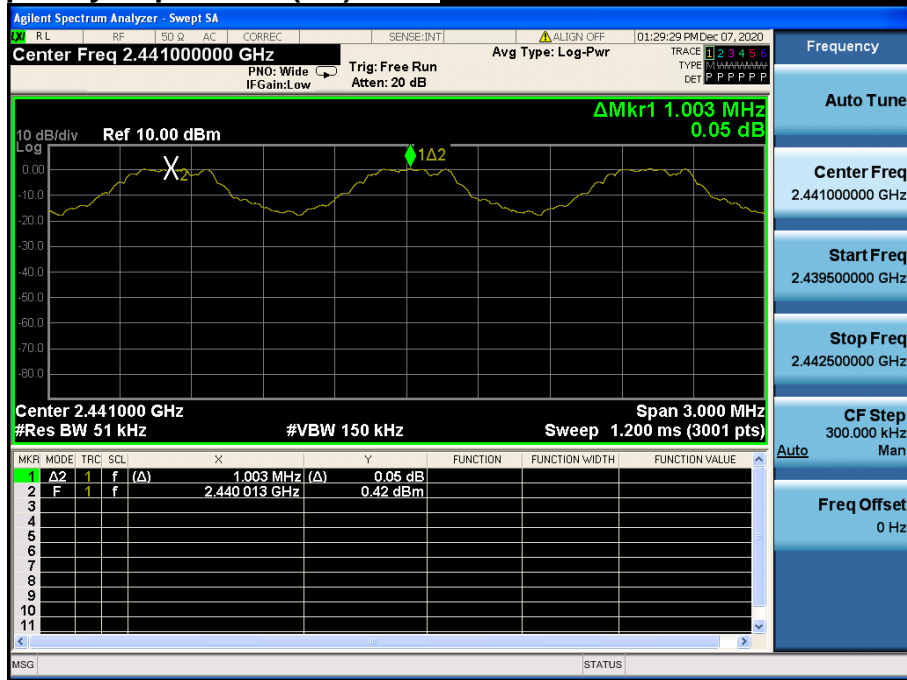 Agilent Spectrum Analyzer - Swept SA
RL RF 50 Ω AC CORREC SENSE:INT ALIGN OFF 01:29:29 PM Dec 07, 2020
Center Freq 2.441000000 GHz
PNO: Wide
IFGain:Low
Trig: Free Run
Atten: 20 dB
Avg Type: Log-Pwr
TRACE 1 2 3 4 5 6
TYPE M WWWWW
DET P P P P P P
ΔMkr1 1.003 MHz
0.05 dB
10 dB/div Ref 10.00 dBm
Log
1Δ2
X2
0.00
-10.0
-20.0
-30.0
-40.0
-50.0
-60.0
-70.0
-80.0
Center 2.441000 GHz Span 3.000 MHz
#Res BW 51 kHz #VBW 150 kHz Sweep 1.200 ms (3001 pts)
MKR MODE TRC SCL X Y FUNCTION FUNCTION WIDTH FUNCTION VALUE
1 Δ2 1 f (Δ) 1.003 MHz (Δ) 0.05 dB
2 F 1 f 2.440 013 GHz 0.42 dBm
3
4
5
6
7
8
9
10
11
MSG STATUS
Frequency
Auto Tune
Center Freq
2.441000000 GHz
Start Freq
2.439500000 GHz
Stop Freq
2.442500000 GHz
CF Step
300.000 kHz
Auto Man
Freq Offset
0 Hz